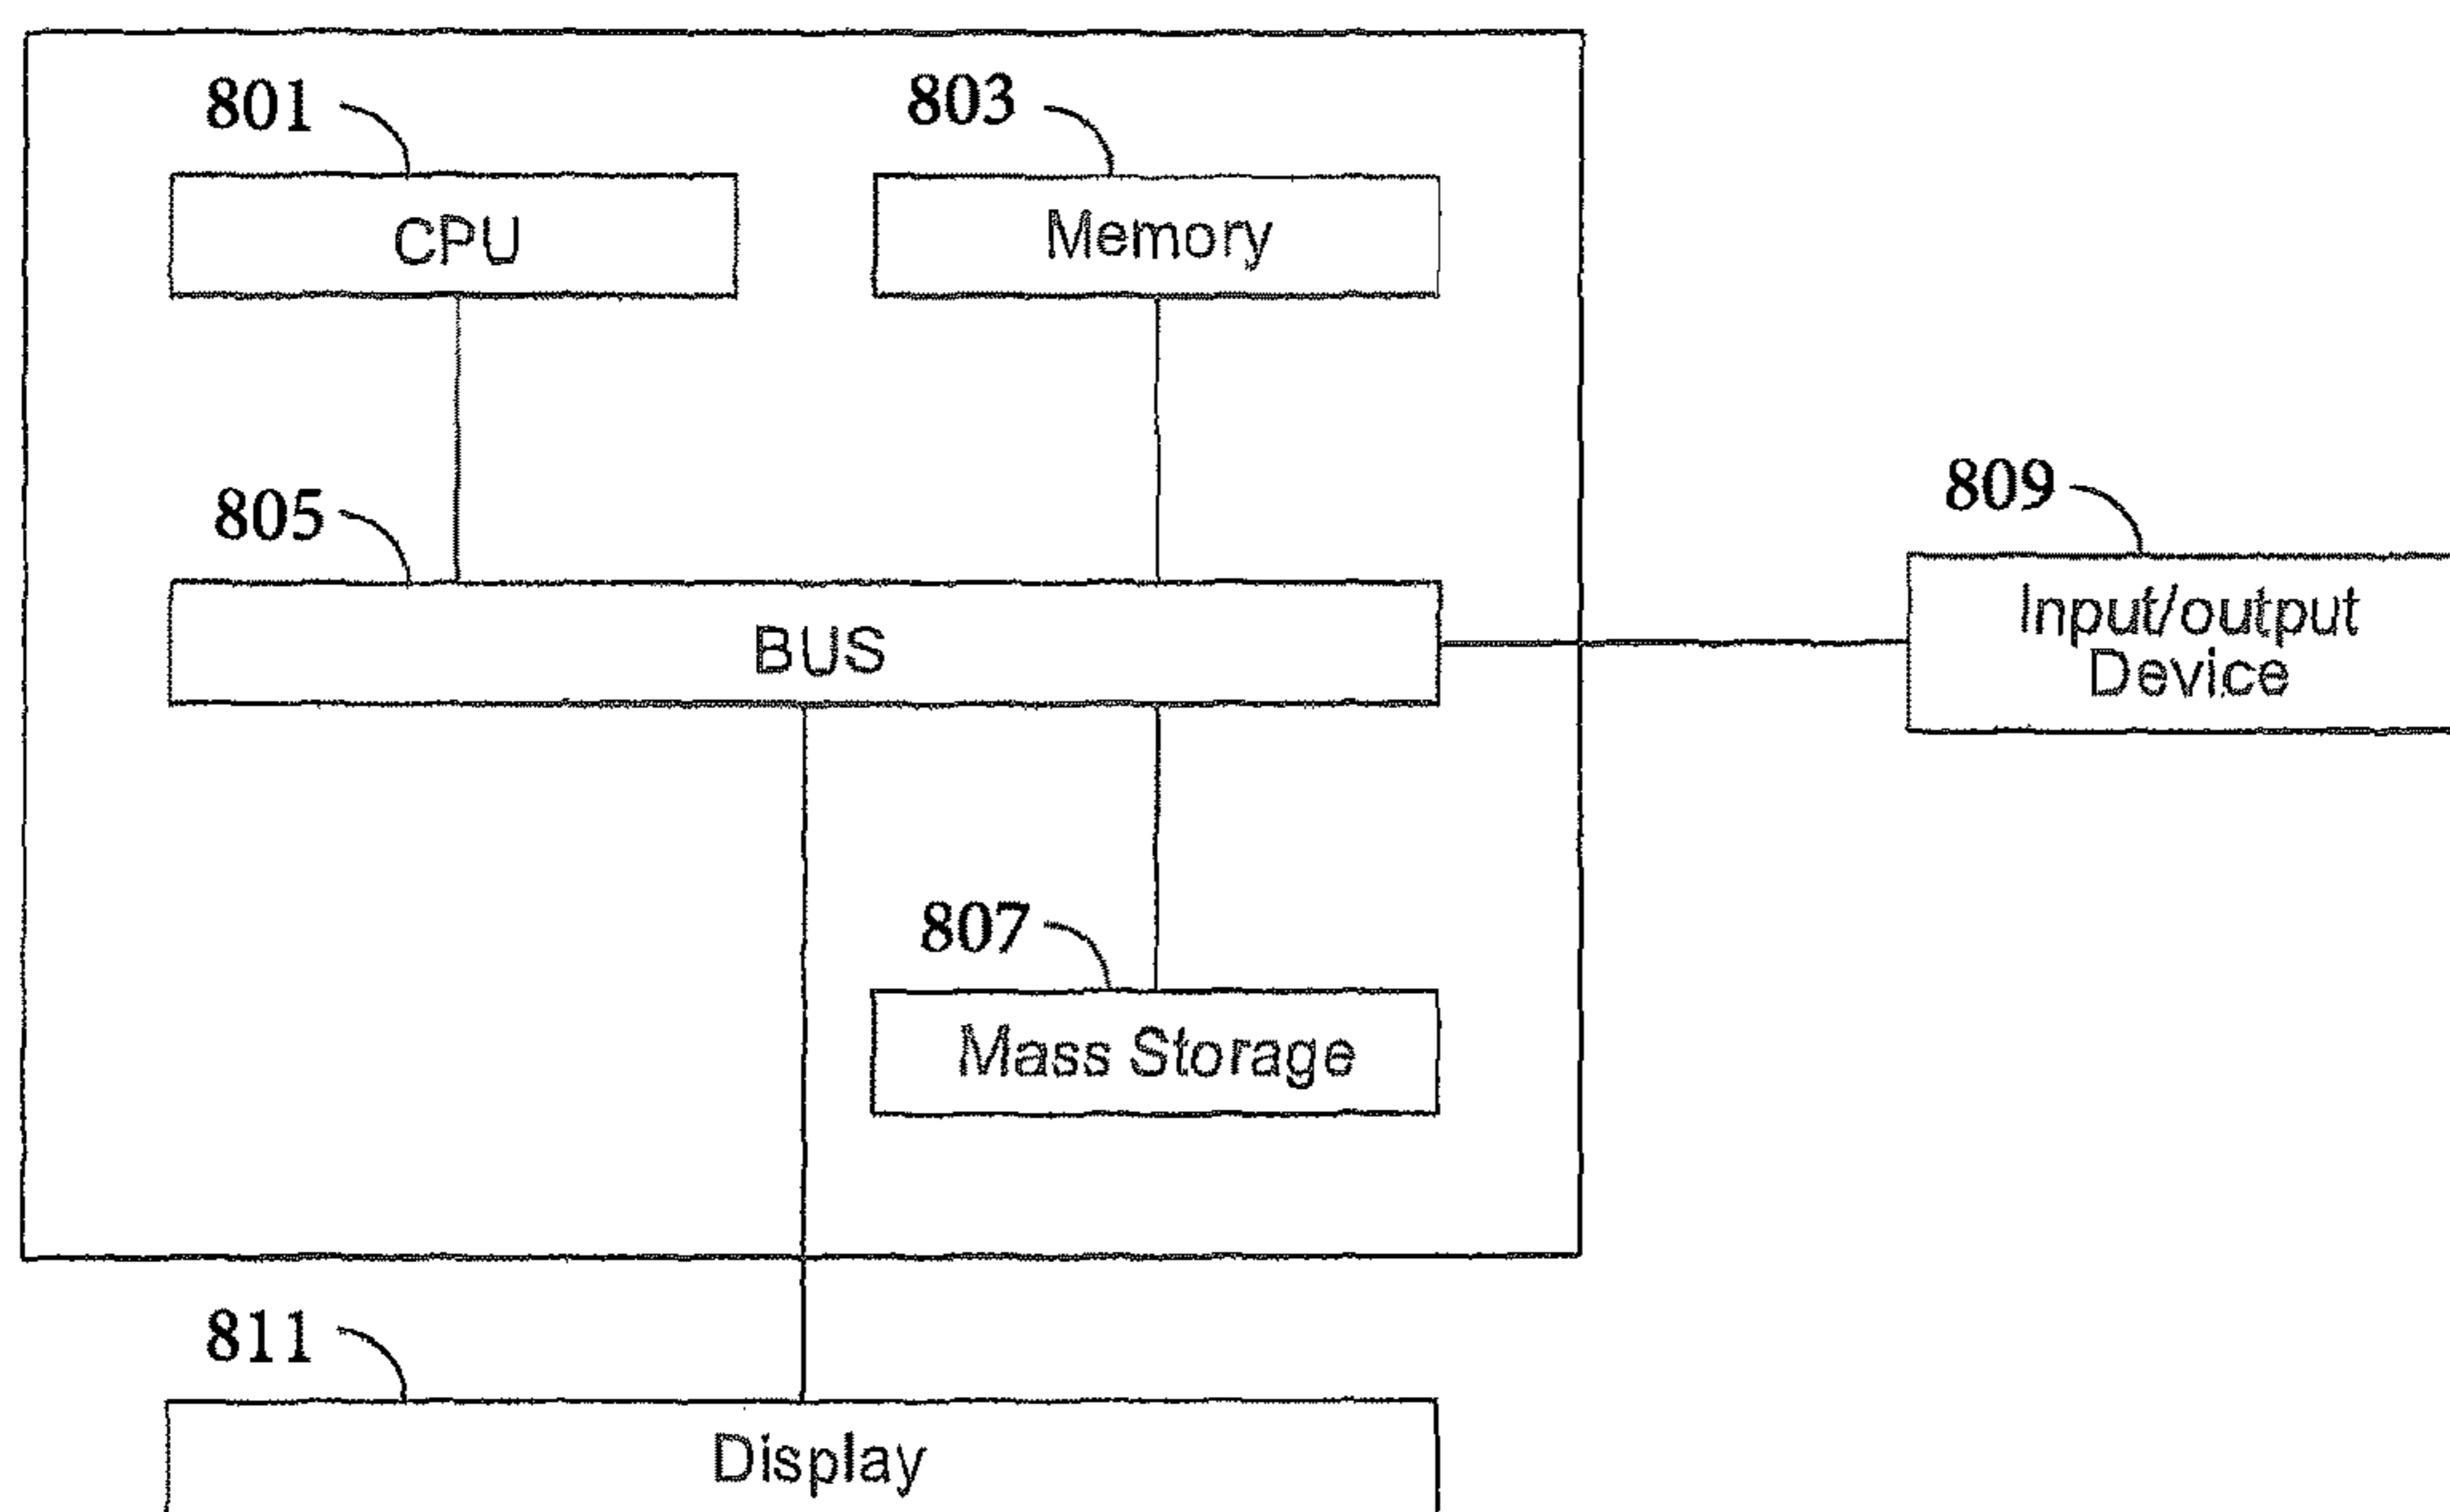 801
803
CPU
Memory
805
809
BUS
Input/output
Device
807
Mass Storage
811
Display